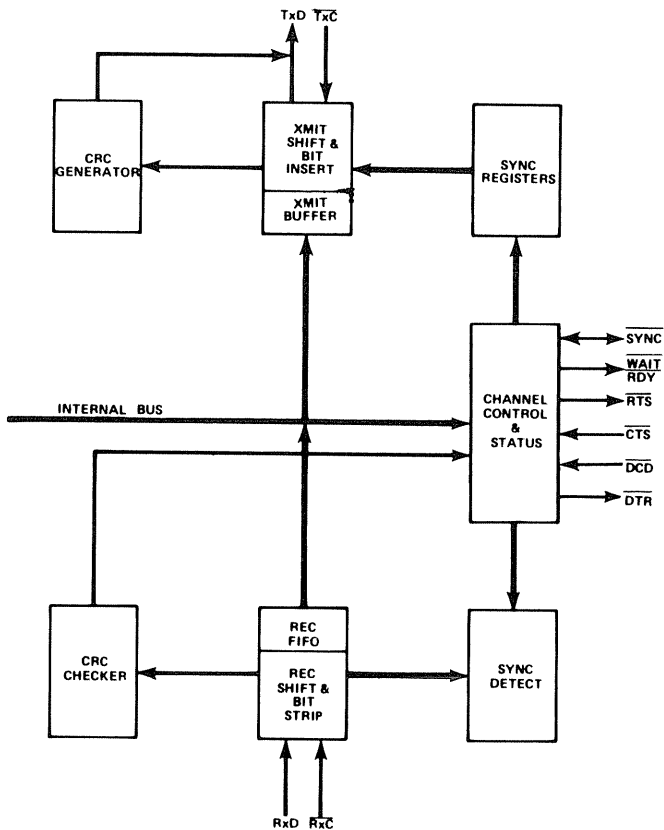 TxD TxC
CRC
GENERATOR
XMIT
SHIFT &
BIT
INSERT
XMIT
BUFFER
SYNC
REGISTERS
INTERNAL BUS
CHANNEL
CONTROL
&
STATUS
SYNC
WAIT
RDY
RTS
CTS
DCD
DTR
CRC
CHECKER
REC
FIFO
REC
SHIFT &
BIT
STRIP
SYNC
DETECT
RxD RxC